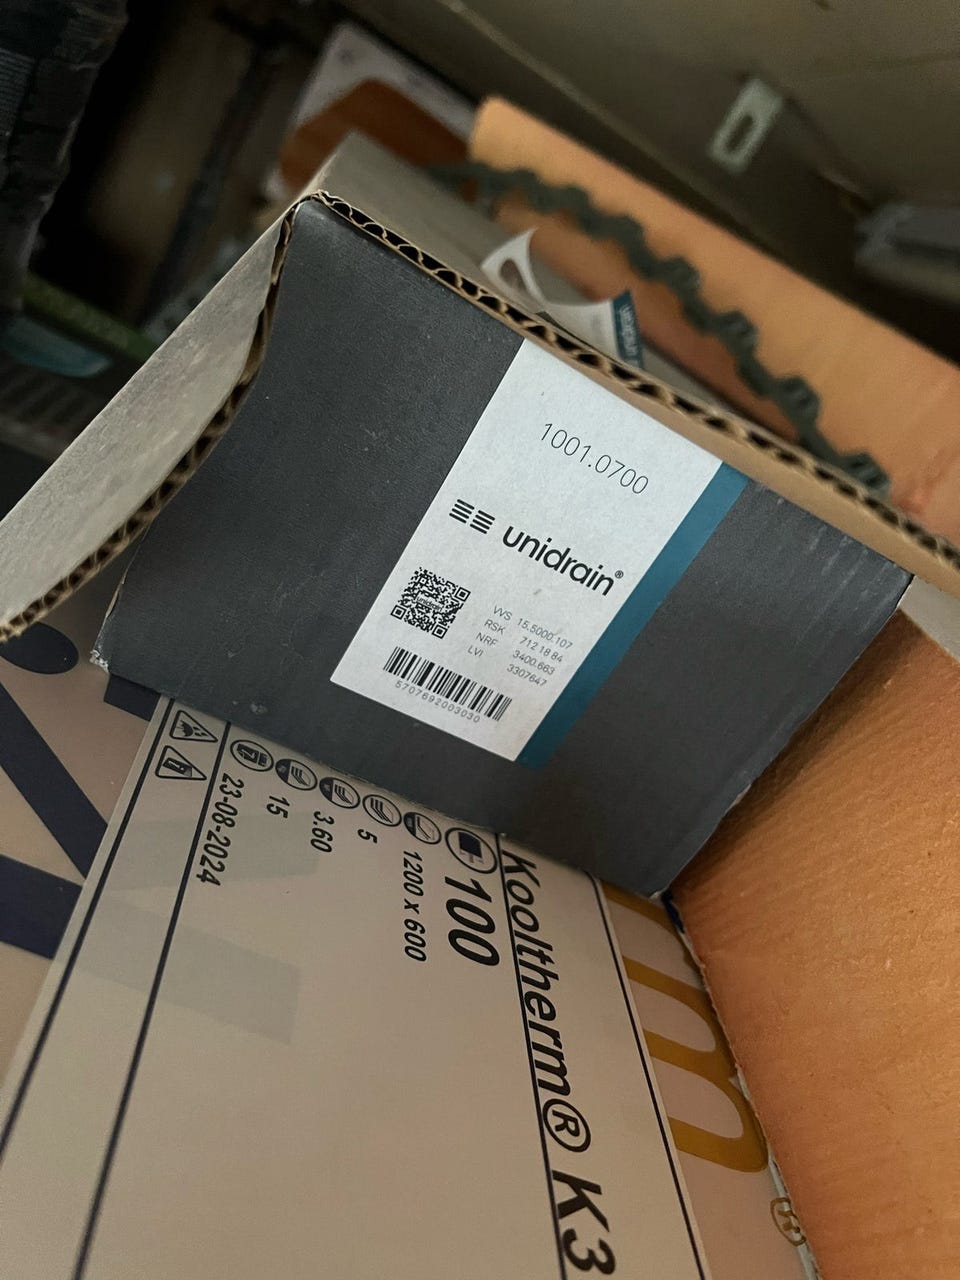 1001.0700
unidrain®
VVS 15.5000.107
RSK 712 18 84
NRF 3400.663
LVI 3307647
5707692003030
unidrain
Kooltherm® K3
100
1200 x 600
5
3.60
15
23-08-2024